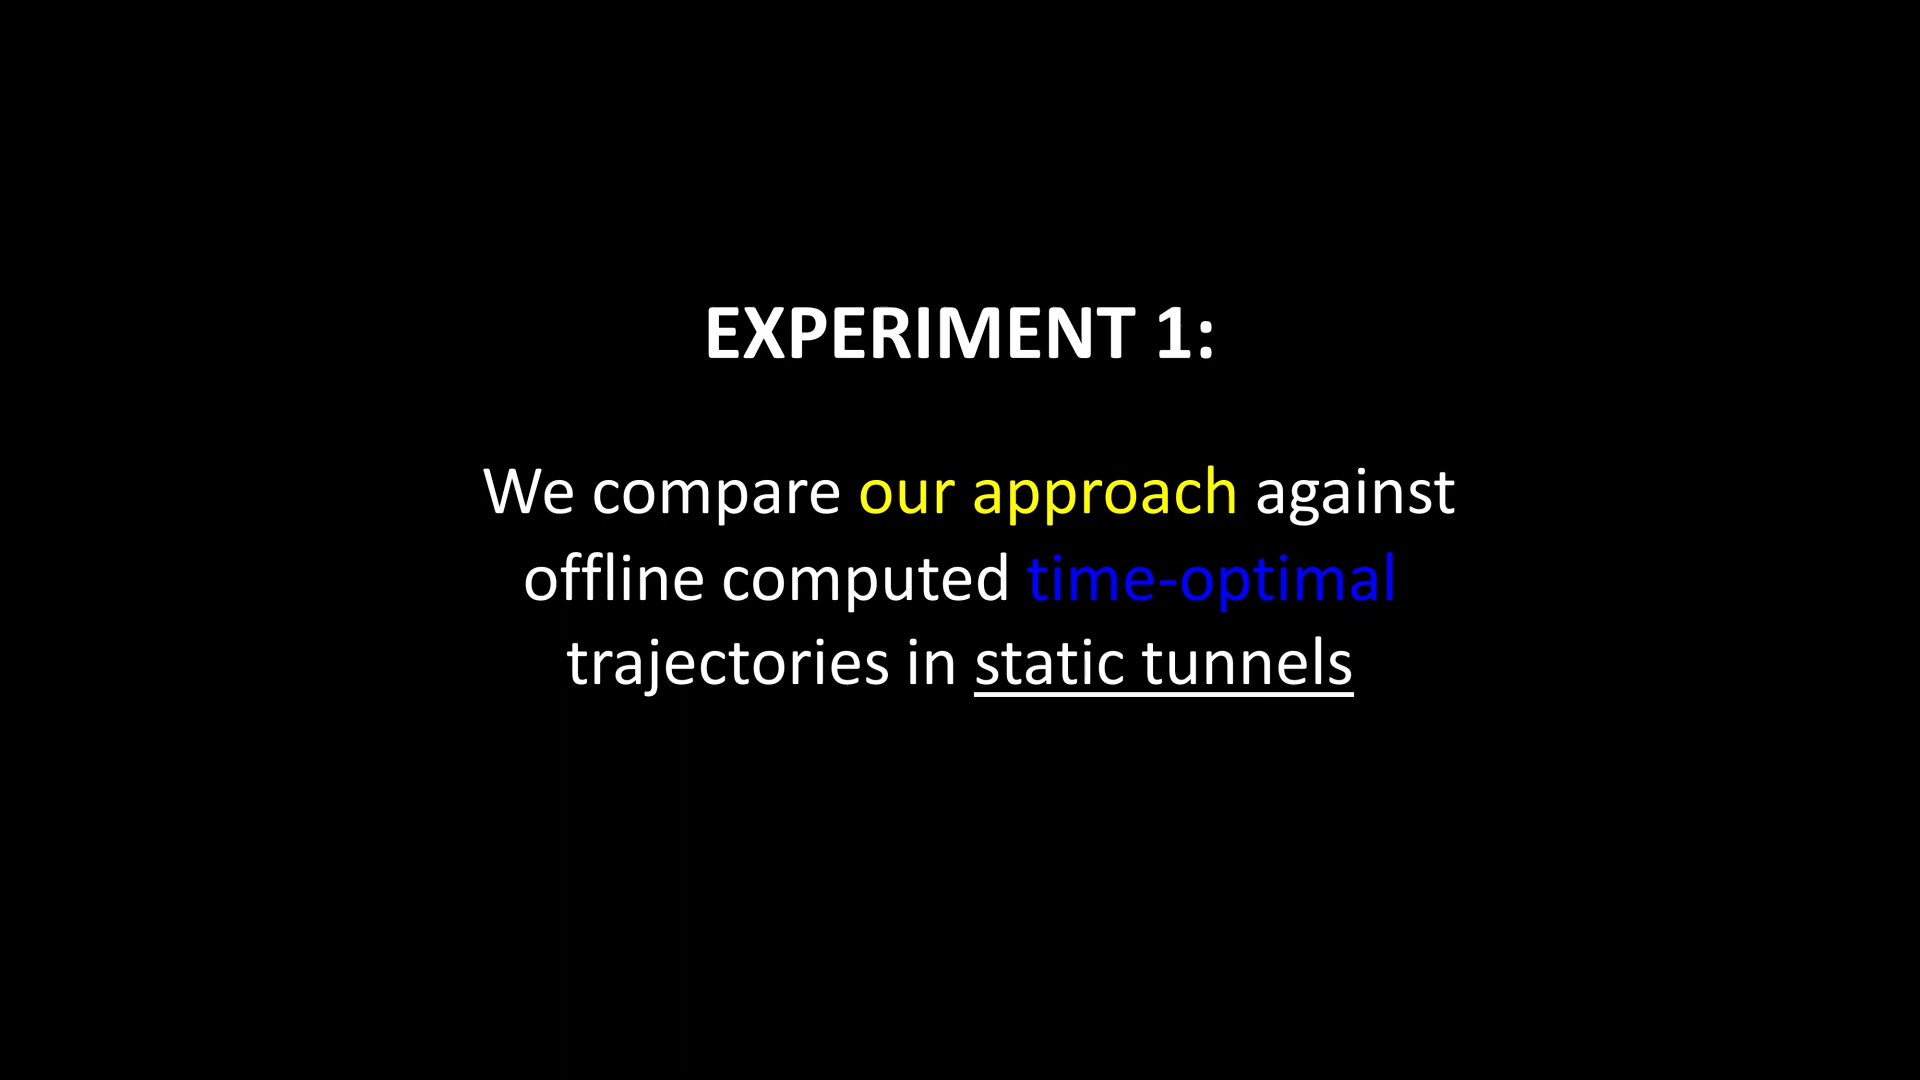 EXPERIMENT 1:
We compare our approach against
offline computed time-optimal
trajectories in static tunnels